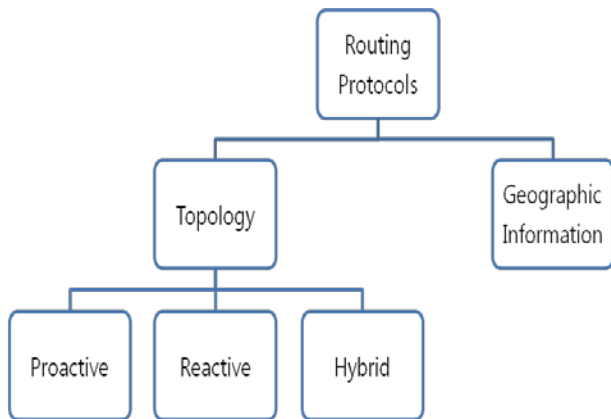 Routing
Protocols
Topology
Geographic
Information
Proactive
Reactive
Hybrid